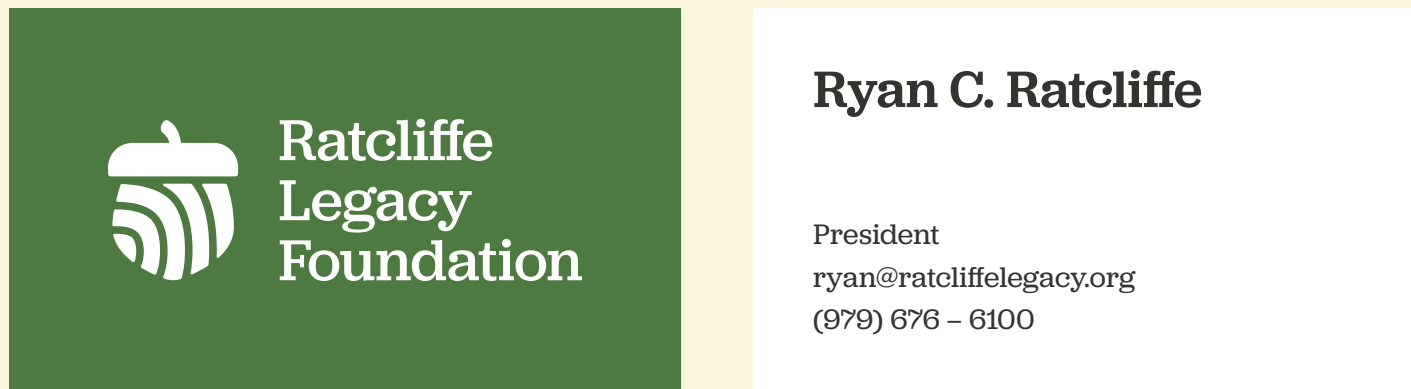 Ratcliffe
Legacy
Foundation
Ryan C. Ratcliffe
President
ryan@ratcliffelegacy.org
(979) 676 – 6100